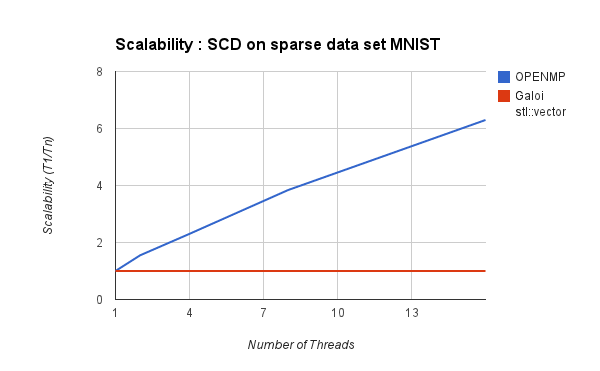 Scalability : SCD on sparse data set MNIST
OPENMP
Galoi
stl::vector
Scalability (T1/Tn)
8
6
4
2
0
1 4 7 10 13
Number of Threads